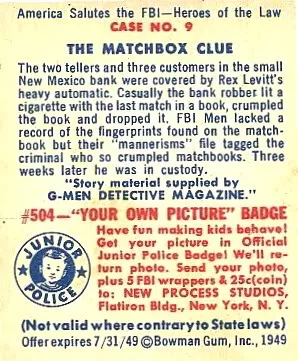 America Salutes the FBI—Heroes of the Law
CASE NO. 9
THE MATCHBOX CLUE
The two tellers and three customers in the small
New Mexico bank were covered by Rex Levitt's
heavy automatic. Casually the bank robber lit a
cigarette with the last match in a book, crumpled
the book and dropped it. FBI Men lacked a
record of the fingerprints found on the match-
book but their "mannerisms" file tagged the
criminal who so crumpled matchbooks. Three
weeks later he was in custody.
"Story material supplied by
G-MEN DETECTIVE MAGAZINE."
#504—"YOUR OWN PICTURE" BADGE
JUNIOR
POLICE
Have fun making kids behave!
Get your picture in Official
Junior Police Badge! We'll re-
turn photo. Send your photo,
plus 5 FBI wrappers & 25c(coin)
to: NEW PROCESS STUDIOS,
Flatiron Bldg., New York, N. Y.
(Not valid where contrary to State laws)
Offer expires 7/31/49 ©Bowman Gum, Inc., 1949